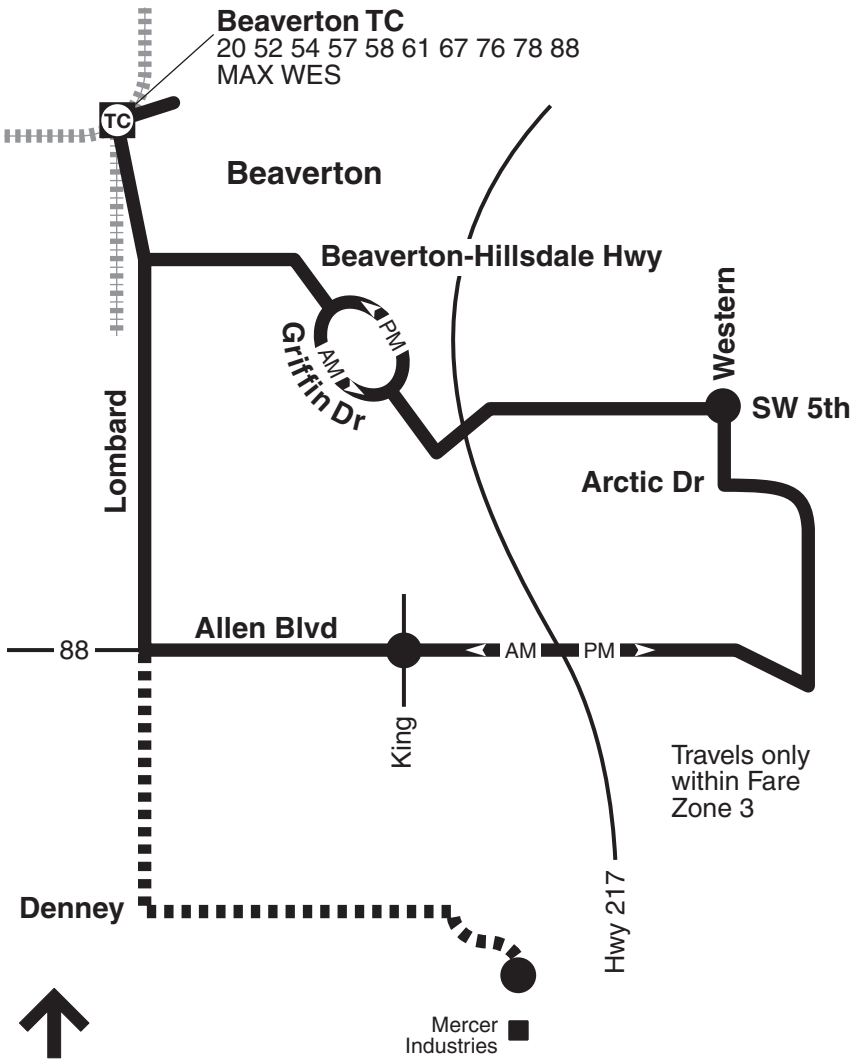 Beaverton TC
20 52 54 57 58 61 67 76 78 88
MAX WES
TC
Beaverton
Beaverton-Hillsdale Hwy
Western
PM
AM
Griffin Dr
SW 5th
Lombard
Arctic Dr
Allen Blvd
88
AM
PM
King
Travels only
within Fare
Zone 3
Hwy 217
Denney
Mercer
Industries